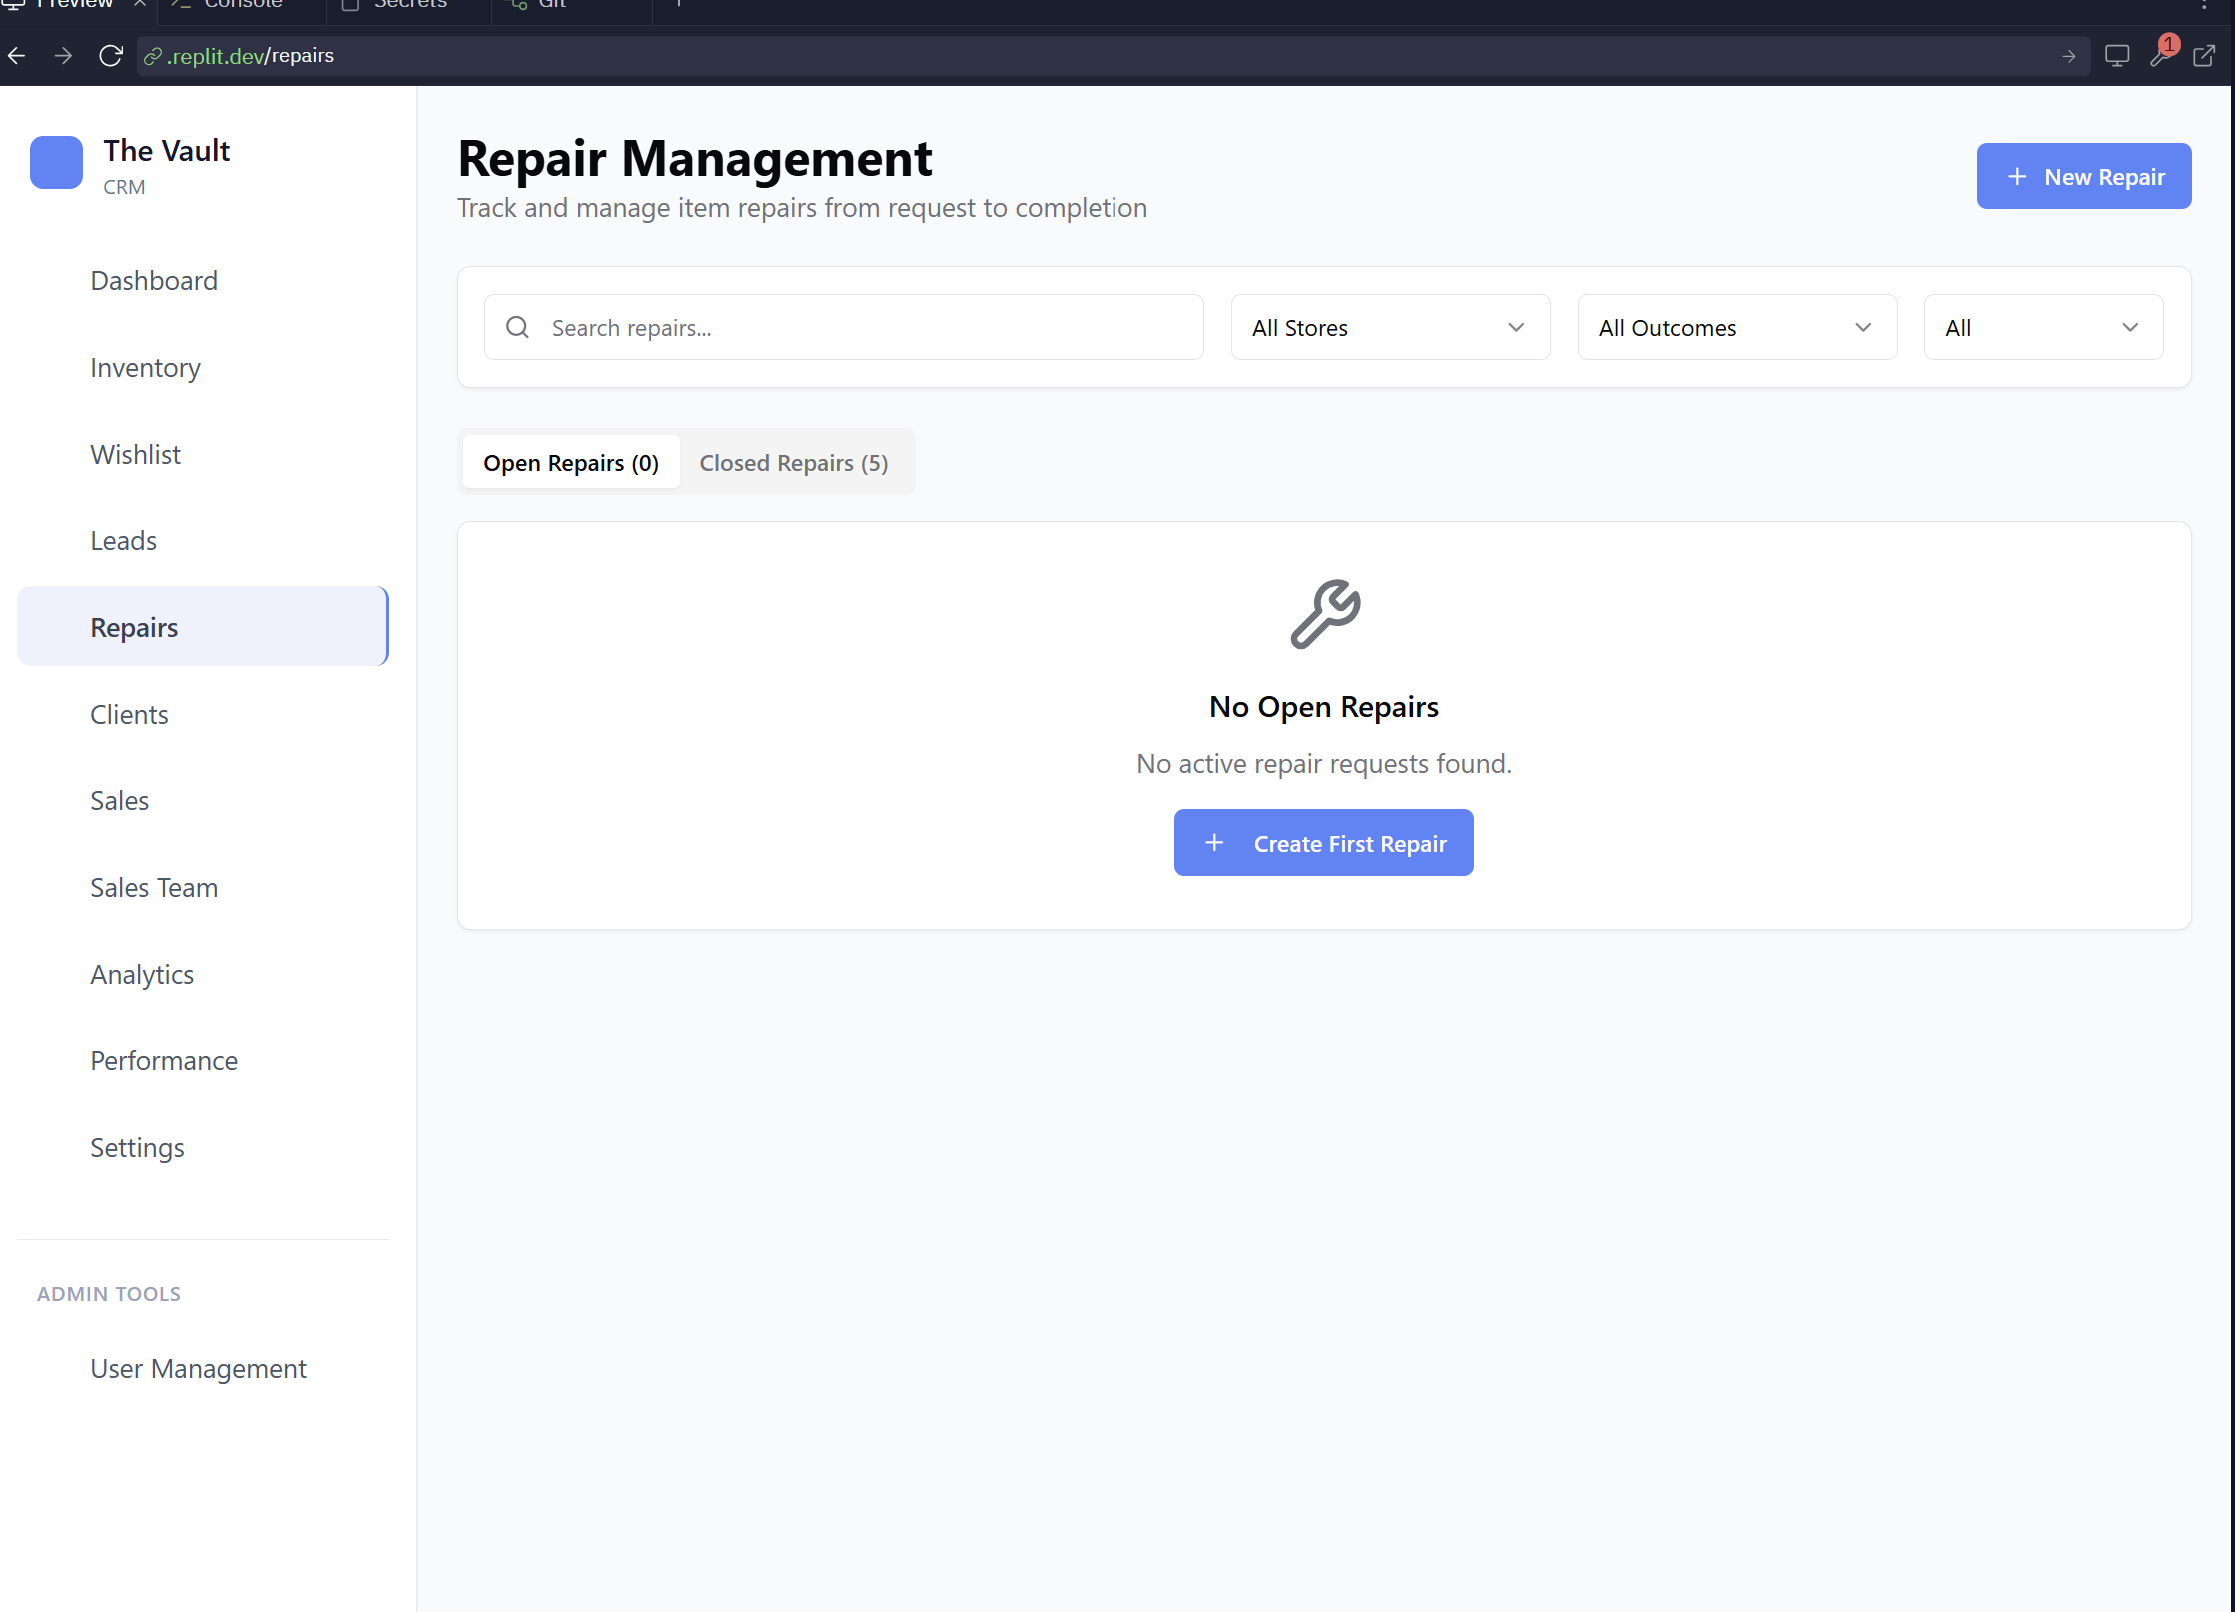 Preview
Console
Secrets
Git
.replit.dev/repairs
1
The Vault
CRM
Dashboard
Inventory
Wishlist
Leads
Repairs
Clients
Sales
Sales Team
Analytics
Performance
Settings
ADMIN TOOLS
User Management
Repair Management
Track and manage item repairs from request to completion
+ New Repair
Search repairs...
All Stores
All Outcomes
All
Open Repairs (0)
Closed Repairs (5)
No Open Repairs
No active repair requests found.
+ Create First Repair